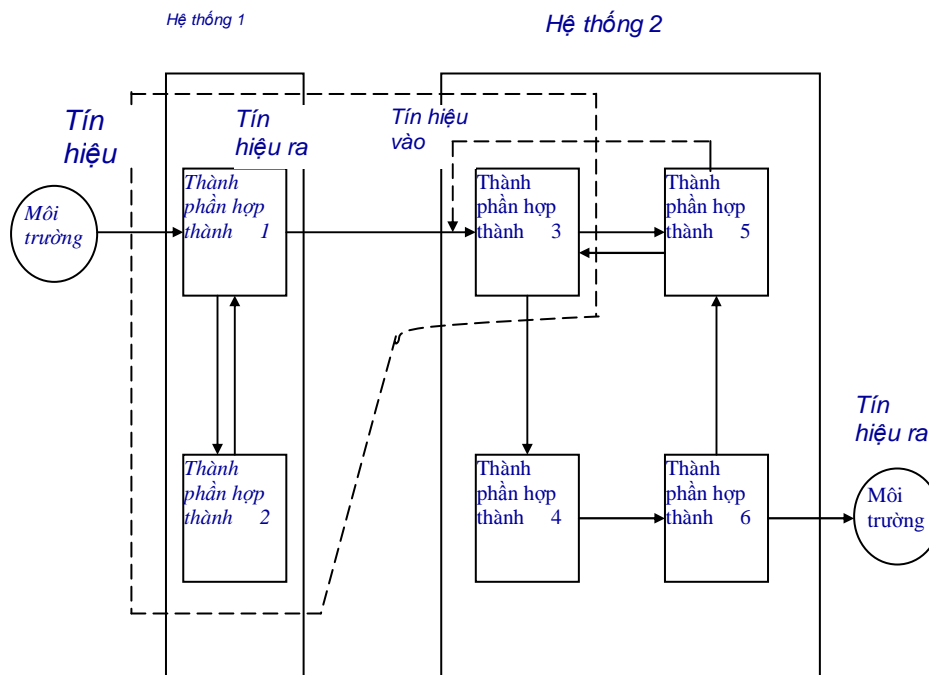 Hệ thống 1
Hệ thống 2
Tín
hiệu
Tín
hiệu ra
Tín hiệu
vào
Môi
trường
Thành
phần hợp
thành 1
Thành
phần hợp
thành 3
Thành
phần hợp
thành 5
Thành
phần hợp
thành 2
Thành
phần hợp
thành 4
Thành
phần hợp
thành 6
Tín
hiệu ra
Môi
trường